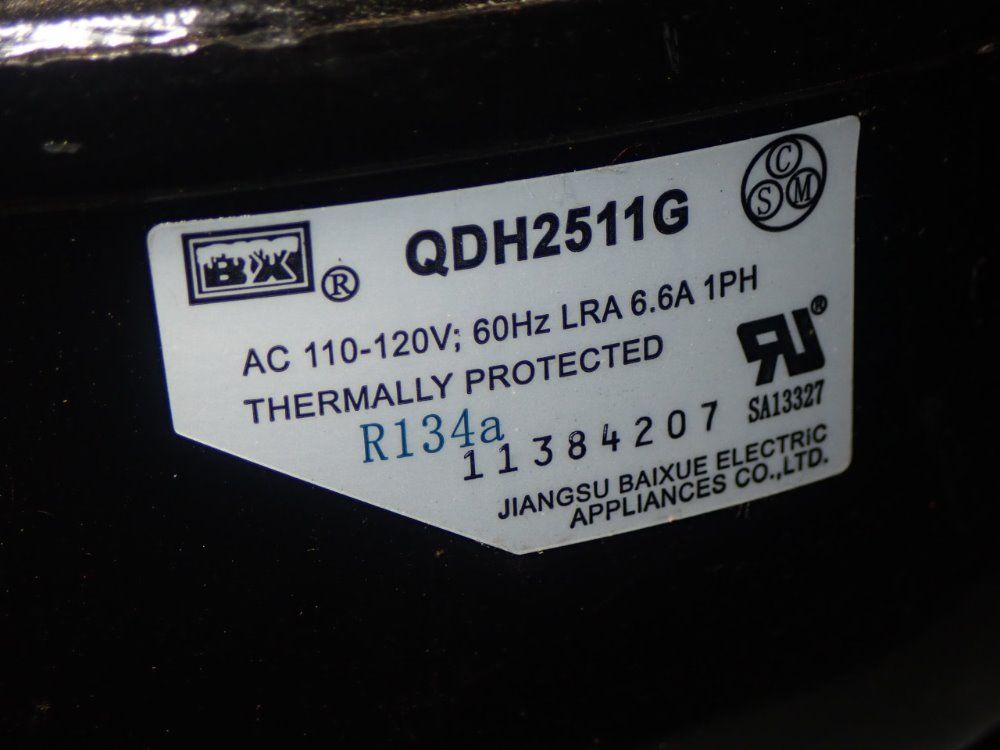 BX ®
QDH2511G
C
S M
AC 110-120V; 60Hz LRA 6.6A 1PH
THERMALLY PROTECTED
R134a
11384207
RU ®
SA13327
JIANGSU BAIXUE ELECTRIC
APPLIANCES CO.,LTD.